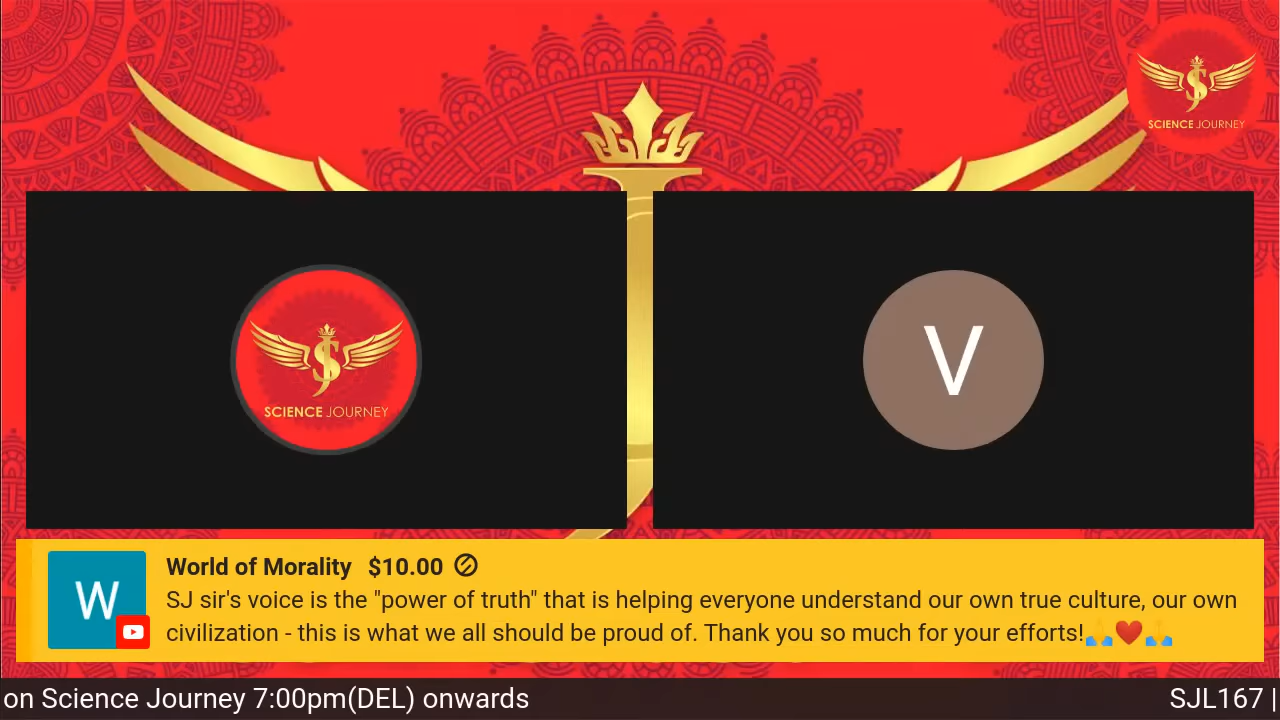 SCIENCE JOURNEY
SCIENCE JOURNEY
V
W
World of Morality $10.00
SJ sir's voice is the "power of truth" that is helping everyone understand our own true culture, our own
civilization - this is what we all should be proud of. Thank you so much for your efforts!🙏❤️🙏
on Science Journey 7:00pm(DEL) onwards
SJL167 |